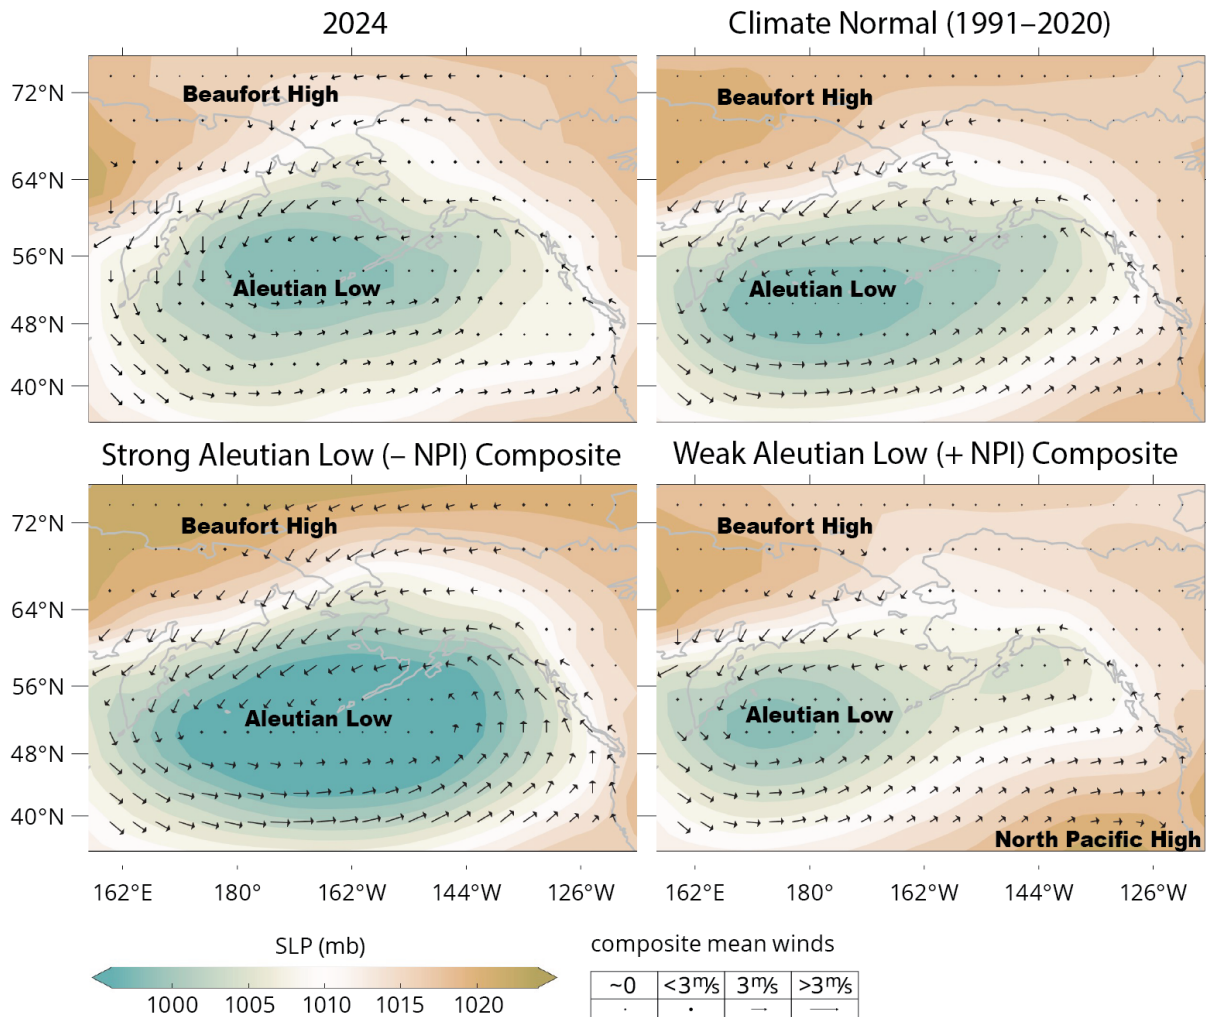 2024
Climate Normal (1991–2020)
Beaufort High
Beaufort High
72°N
64°N
56°N
48°N
40°N
Aleutian Low
Aleutian Low
Strong Aleutian Low (– NPI) Composite
Weak Aleutian Low (+ NPI) Composite
Beaufort High
Beaufort High
72°N
64°N
56°N
48°N
40°N
Aleutian Low
Aleutian Low
North Pacific High
162°E 180° 162°W 144°W 126°W
162°E 180° 162°W 144°W 126°W
SLP (mb)
1000 1005 1010 1015 1020
composite mean winds
~0 <3m/s 3m/s >3m/s